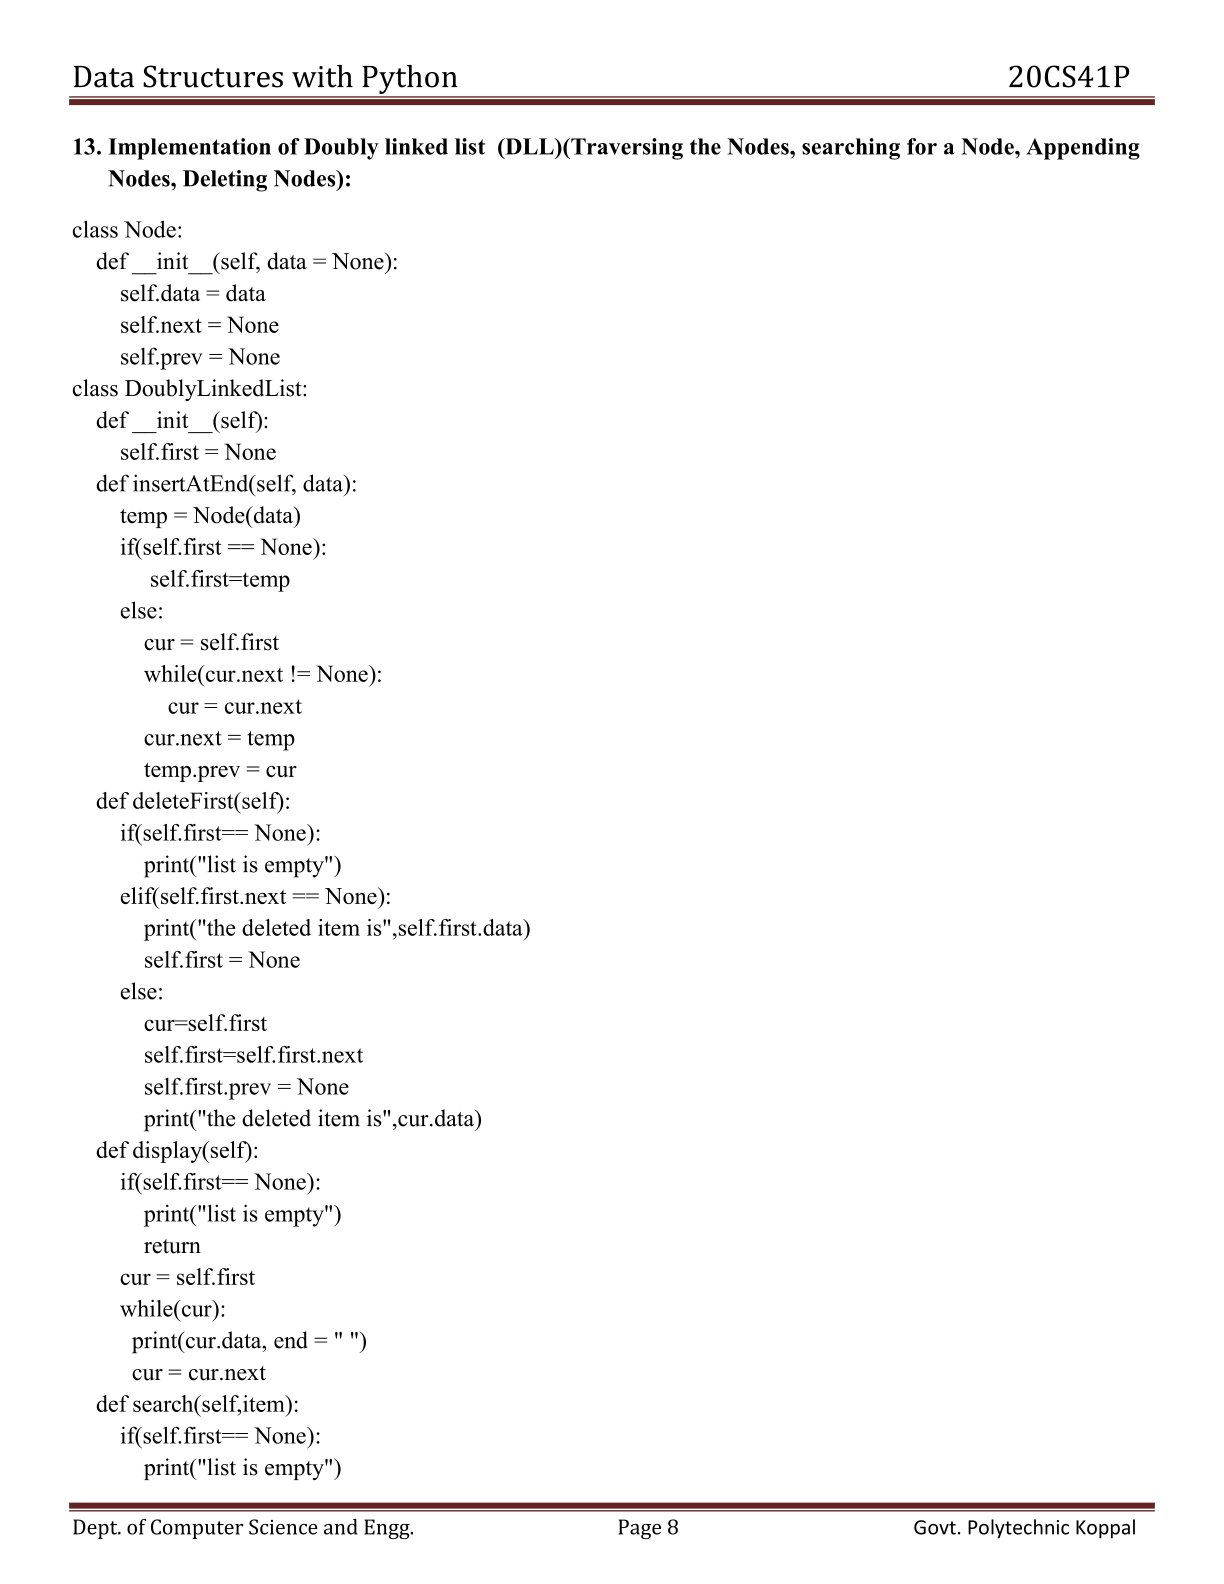 Data Structures with Python 20CS41P
13. Implementation of Doubly linked list  (DLL)(Traversing the Nodes, searching for a Node, Appending
Nodes, Deleting Nodes):
class Node:
    def __init__(self, data = None):
        self.data = data
        self.next = None
        self.prev = None
class DoublyLinkedList:
    def __init__(self):
        self.first = None
    def insertAtEnd(self, data):
        temp = Node(data)
        if(self.first == None):
             self.first=temp
        else:
            cur = self.first
            while(cur.next != None):
                cur = cur.next
            cur.next = temp
            temp.prev = cur
    def deleteFirst(self):
        if(self.first== None):
            print("list is empty")
        elif(self.first.next == None):
            print("the deleted item is",self.first.data)
            self.first = None
        else:
            cur=self.first
            self.first=self.first.next
            self.first.prev = None
            print("the deleted item is",cur.data)
    def display(self):
        if(self.first== None):
            print("list is empty")
            return
        cur = self.first
        while(cur):
          print(cur.data, end = " ")
          cur = cur.next
    def search(self,item):
        if(self.first== None):
            print("list is empty")
Dept. of Computer Science and Engg. Page 8 Govt. Polytechnic Koppal